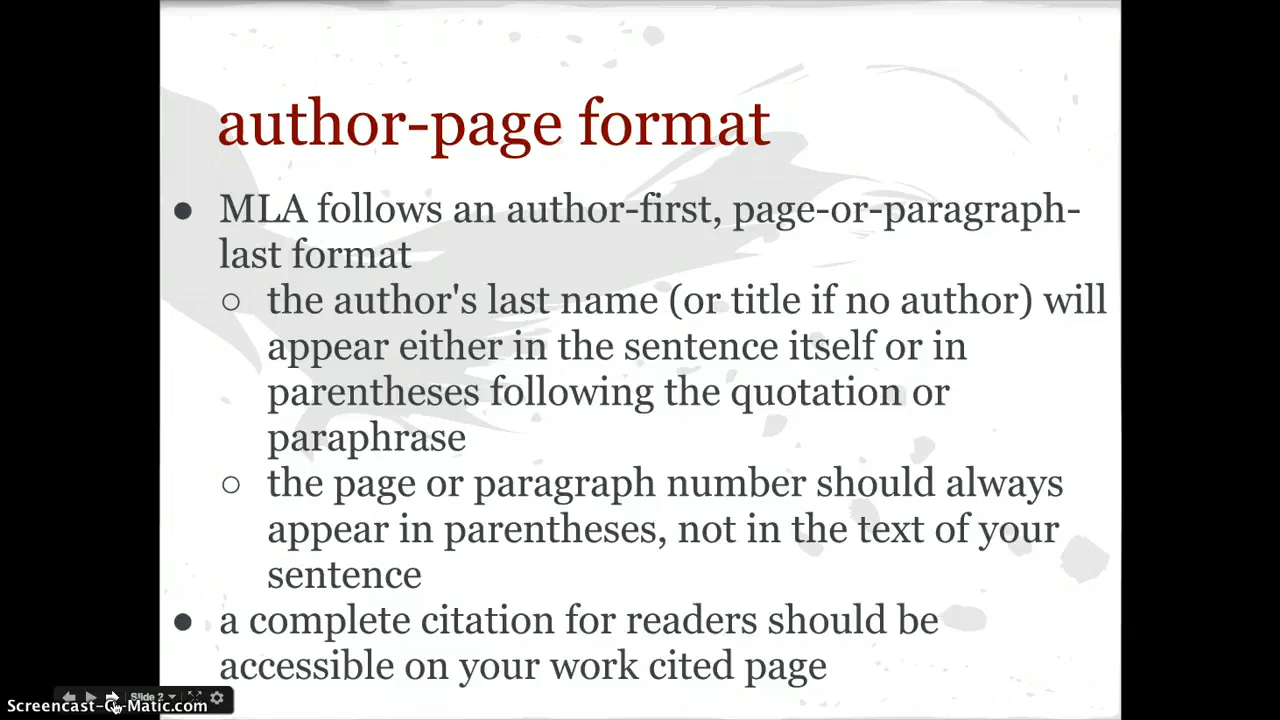 author-page format
● MLA follows an author-first, page-or-paragraph-
last format
○ the author's last name (or title if no author) will
appear either in the sentence itself or in
parentheses following the quotation or
paraphrase
○ the page or paragraph number should always
appear in parentheses, not in the text of your
sentence
● a complete citation for readers should be
accessible on your work cited page
Slide 2
Screencast-O-Matic.com